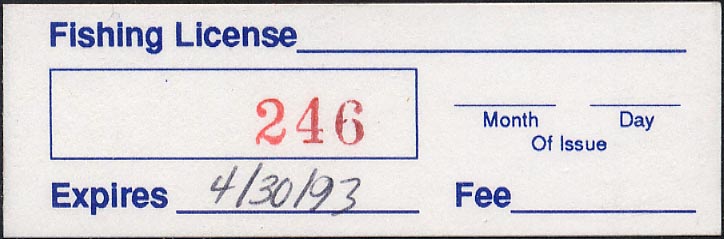 Fishing License
246
Month Day
Of Issue
Expires 4/30/93 Fee